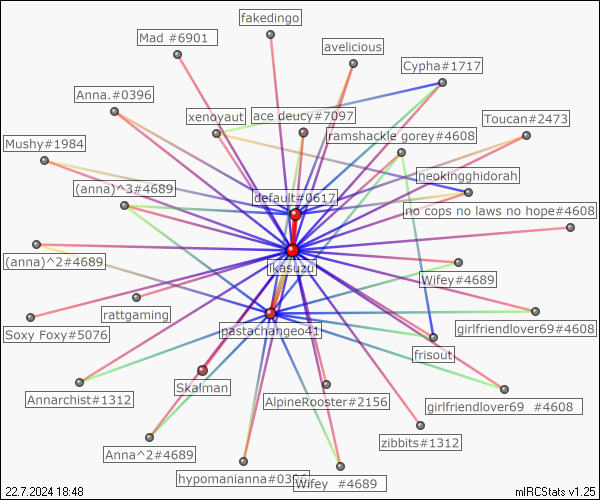 fakedingo
Mad #6901
avelicious
Cypha#1717
Anna.#0396
xenoyaut
ace deucy#7097
Toucan#2473
Mushy#1984
ramshackle gorey#4608
neokingghidorah
(anna)^3#4689
default#0617
no cops no laws no hope#4608
(anna)^2#4689
ikasuzu
Wifey#4689
rattgaming
Soxy Foxy#5076
pastachangeo41
girlfriendlover69#4608
frisout
Skalman
Annarchist#1312
AlpineRooster#2156
girlfriendlover69 #4608
zibbits#1312
Anna^2#4689
hypomanianna#0396
Wifey #4689
22.7.2024 18:48
mIRCStats v1.25